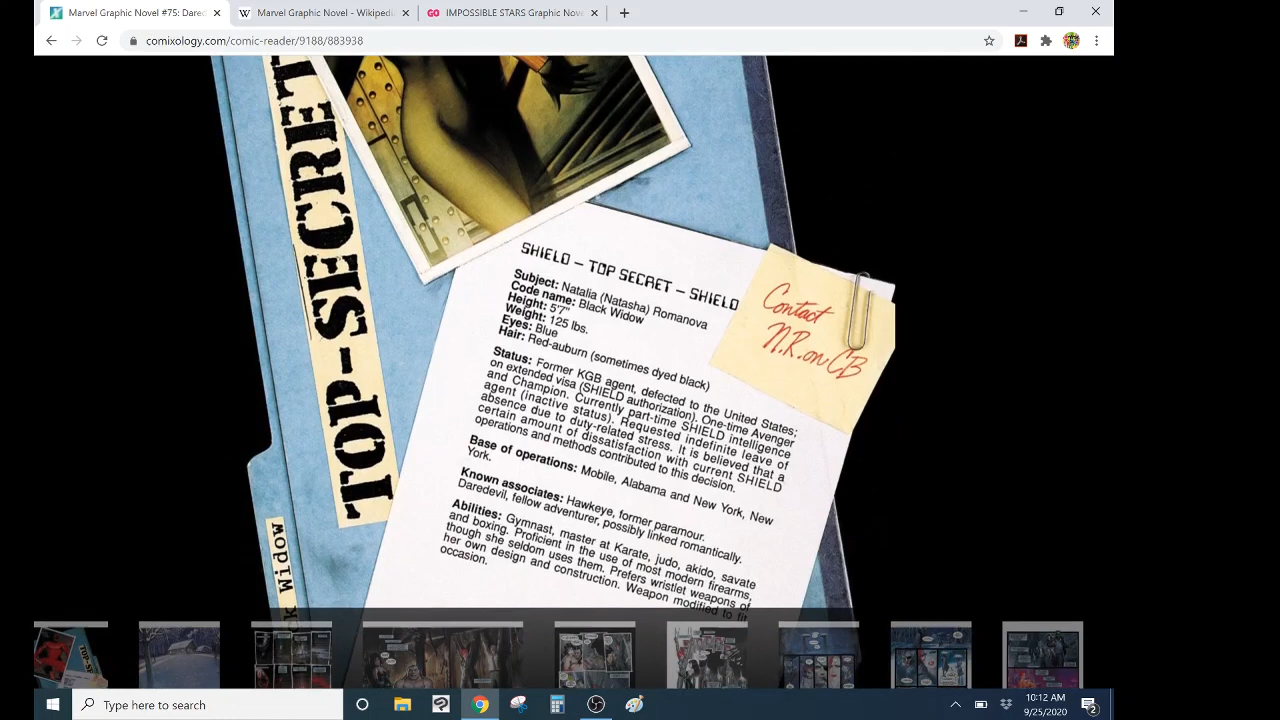 Marvel Graphic Novel #75: Dared
Marvel Graphic Novel - Wikipedi
GO IMPOSSIBLE STARS Graphic Nove
comixology.com/comic-reader/9188/883938
TOP-SECRET
k Widow
SHIELD – TOP SECRET – SHIELD
Subject: Natalia (Natasha) Romanova
Code name: Black Widow
Height: 5'7"
Weight: 125 lbs.
Eyes: Blue
Hair: Red-auburn (sometimes dyed black)
Status: Former KGB agent, defected to the United States;
on extended visa (SHIELD authorization). One-time Avenger
and Champion. Currently part-time SHIELD intelligence
agent (inactive status). Requested indefinite leave of
absence due to duty-related stress. It is believed that a
certain amount of dissatisfaction with current SHIELD
operations and methods contributed to this decision.
Base of operations: Mobile, Alabama and New York, New
York.
Known associates: Hawkeye, former paramour.
Daredevil, fellow adventurer, possibly linked romantically.
Abilities: Gymnast, master at Karate, judo, akido, savate
and boxing. Proficient in the use of most modern firearms,
though she seldom uses them. Prefers wristlet weapons of
her own design and construction. Weapon modified to fit
occasion.
Contact
N.R. on CB
Type here to search
10:12 AM
9/25/2020
2